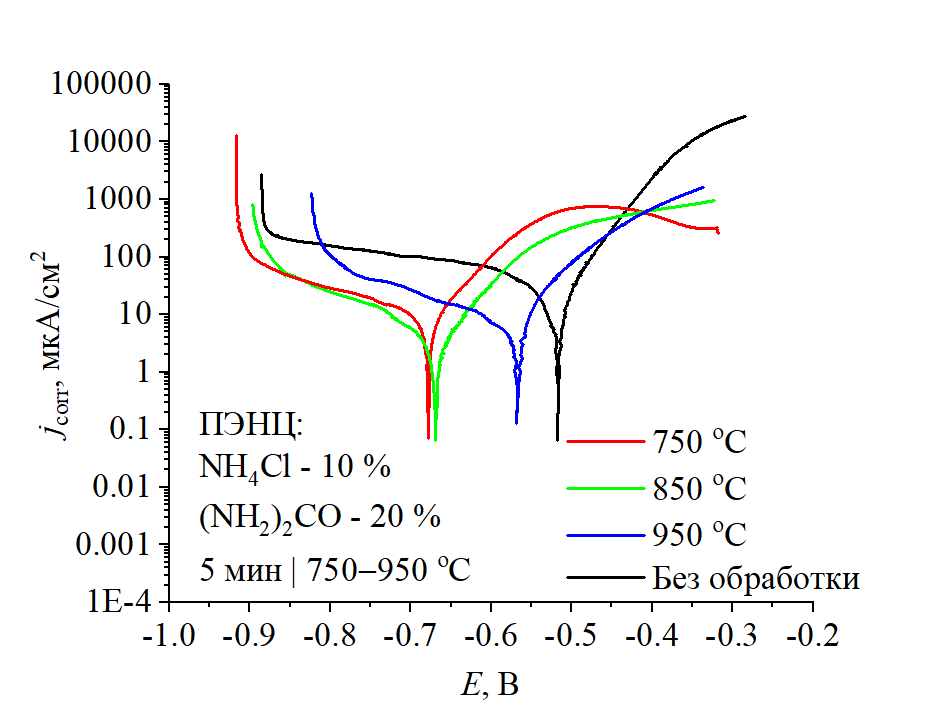 100000
10000
1000
100
10
1
0.1
0.01
0.001
1E-4
j corr, мкА/см²
ПЭНЦ:
NH₄Cl - 10 %
(NH₂)₂CO - 20 %
5 мин | 750–950 °C
750 °C
850 °C
950 °C
Без обработки
-1.0 -0.9 -0.8 -0.7 -0.6 -0.5 -0.4 -0.3 -0.2
E, В